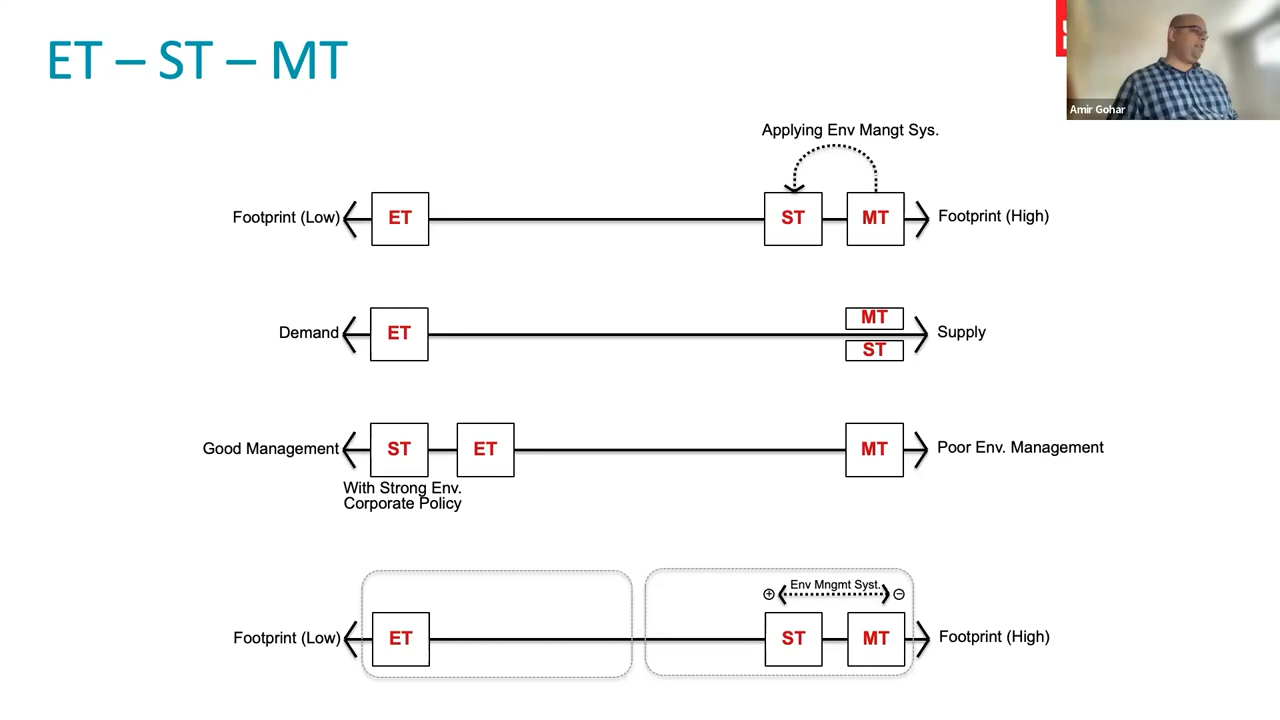 ET – ST – MT
Amir Gohar
Applying Env Mangt Sys.
Footprint (Low)
ET
ST
MT
Footprint (High)
Demand
ET
MT
ST
Supply
Good Management
ST
ET
MT
Poor Env. Management
With Strong Env.
Corporate Policy
Env Mngmt Syst.
Footprint (Low)
ET
ST
MT
Footprint (High)